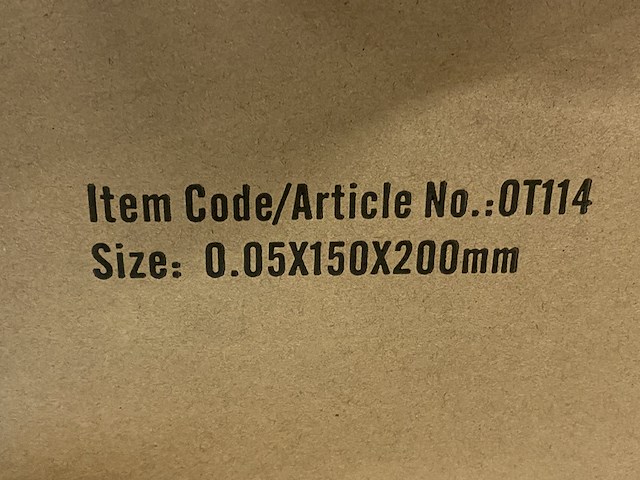 Item Code/Article No.:OT114
Size: 0.05X150X200mm